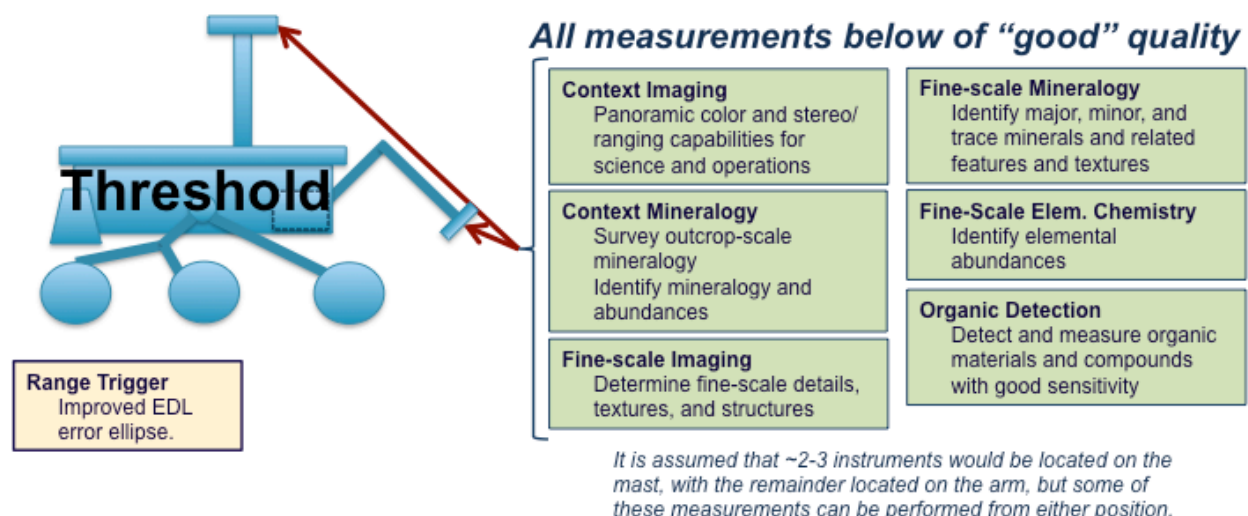 All measurements below of “good” quality
Threshold
Range Trigger
Improved EDL
error ellipse.
Context Imaging
Panoramic color and stereo/
ranging capabilities for
science and operations
Context Mineralogy
Survey outcrop-scale
mineralogy
Identify mineralogy and
abundances
Fine-scale Imaging
Determine fine-scale details,
textures, and structures
Fine-scale Mineralogy
Identify major, minor, and
trace minerals and related
features and textures
Fine-Scale Elem. Chemistry
Identify elemental
abundances
Organic Detection
Detect and measure organic
materials and compounds
with good sensitivity
It is assumed that ~2-3 instruments would be located on the
mast, with the remainder located on the arm, but some of
these measurements can be performed from either position.